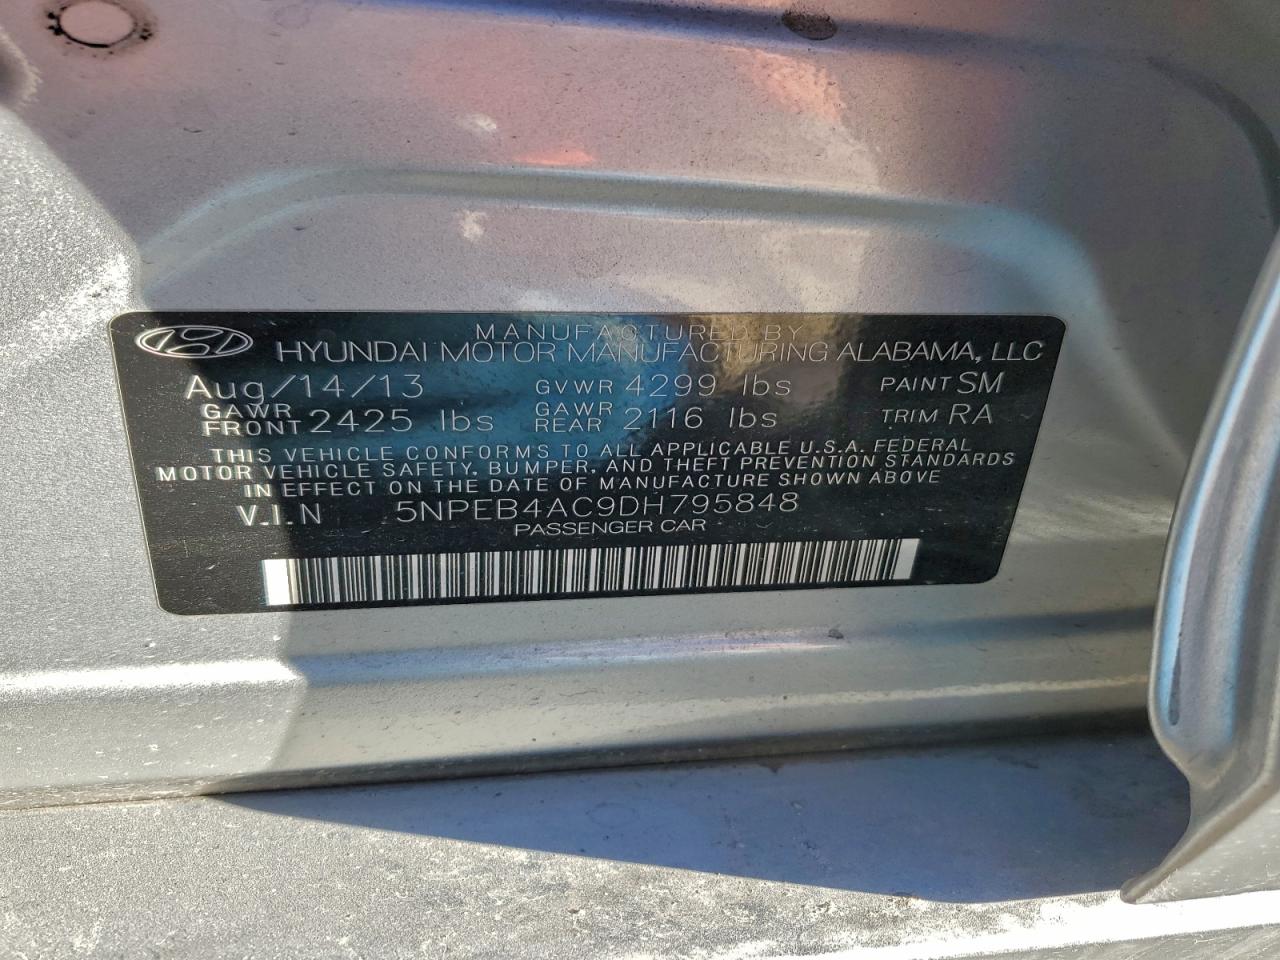 MANUFACTURED BY
HYUNDAI MOTOR MANUFACTURING ALABAMA, LLC
Aug/14/13 GVWR 4299 lbs PAINT SM
GAWR FRONT 2425 lbs GAWR REAR 2116 lbs TRIM RA
THIS VEHICLE CONFORMS TO ALL APPLICABLE U.S.A. FEDERAL
MOTOR VEHICLE SAFETY, BUMPER, AND THEFT PREVENTION STANDARDS
IN EFFECT ON THE DATE OF MANUFACTURE SHOWN ABOVE
V.I.N 5NPEB4AC9DH795848
PASSENGER CAR